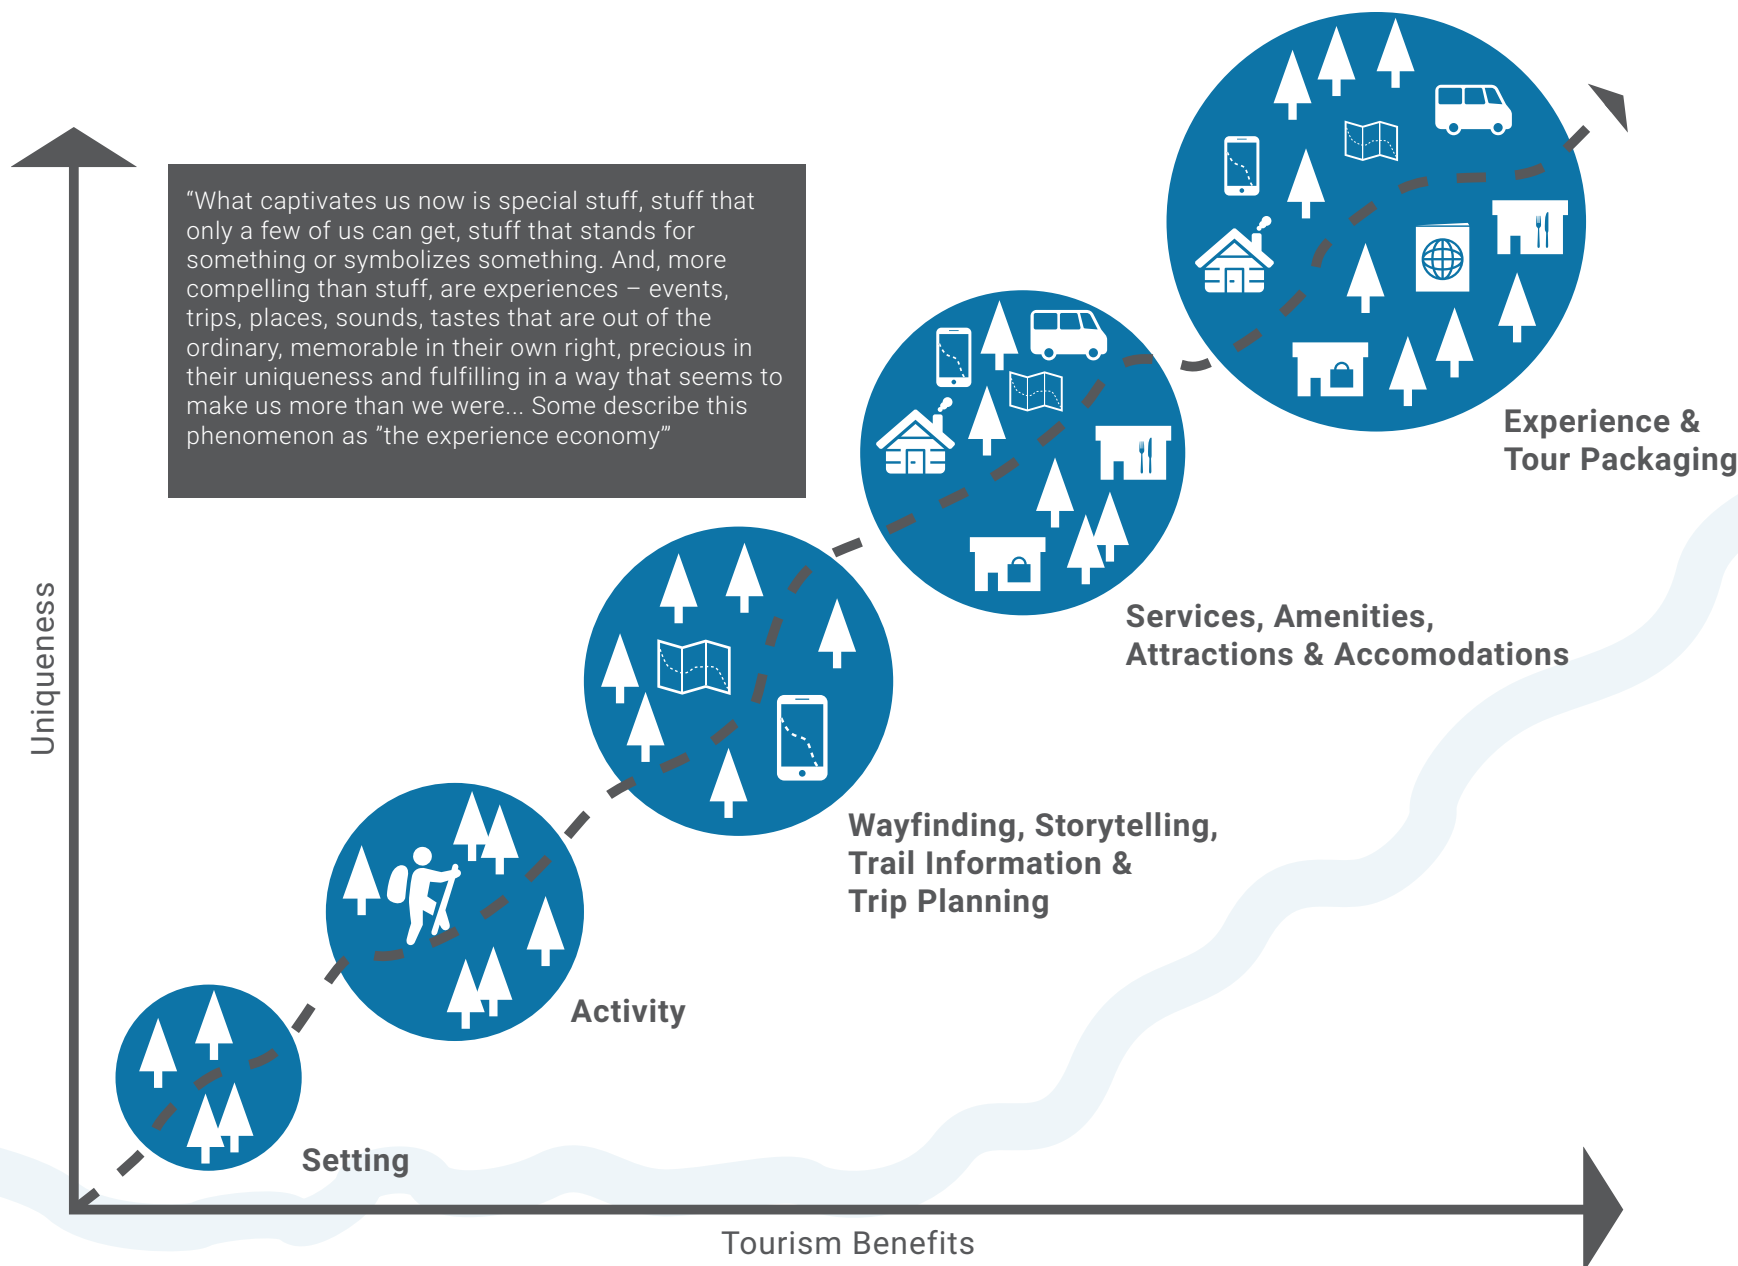 “What captivates us now is special stuff, stuff that
only a few of us can get, stuff that stands for
something or symbolizes something. And, more
compelling than stuff, are experiences – events,
trips, places, sounds, tastes that are out of the
ordinary, memorable in their own right, precious in
their uniqueness and fulfilling in a way that seems to
make us more than we were... Some describe this
phenomenon as ”the experience economy”’
Experience &
Tour Packaging
Services, Amenities,
Attractions & Accomodations
Uniqueness
Wayfinding, Storytelling,
Trail Information &
Trip Planning
Activity
Setting
Tourism Benefits